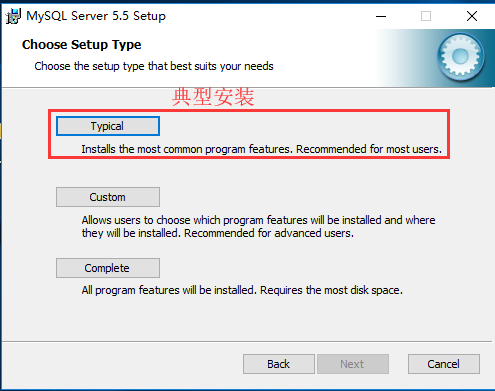 MySQL Server 5.5 Setup
Choose Setup Type
Choose the setup type that best suits your needs
典型安装
Typical
Installs the most common program features. Recommended for most users.
Custom
Allows users to choose which program features will be installed and where
they will be installed. Recommended for advanced users.
Complete
All program features will be installed. Requires the most disk space.
Back
Next
Cancel